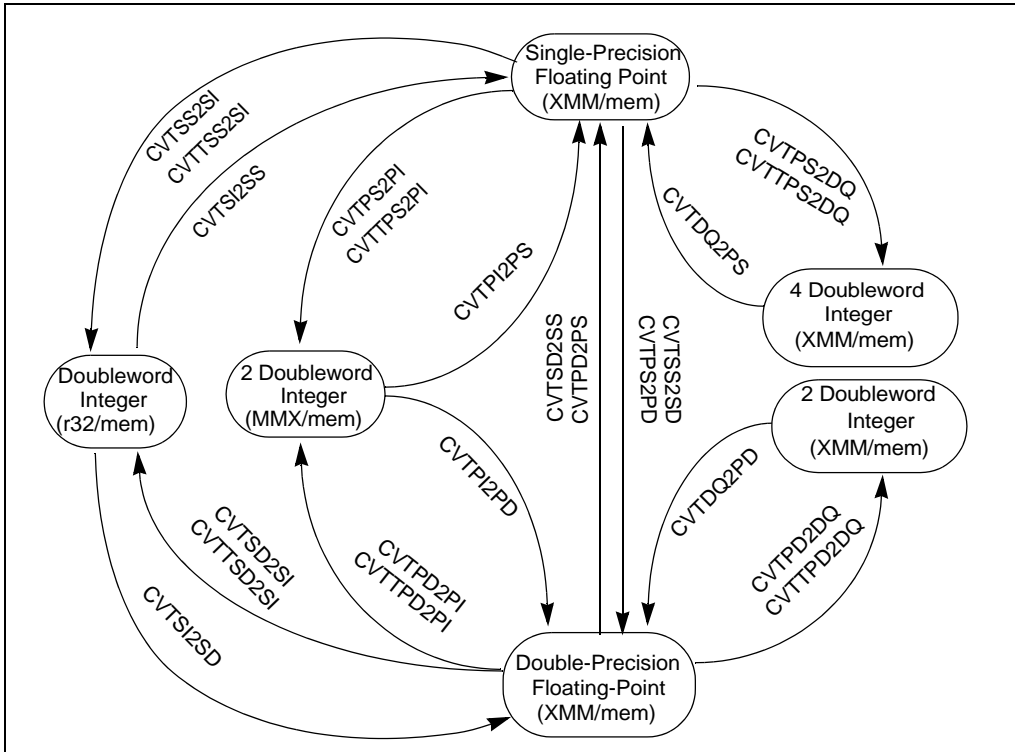 Single-Precision
Floating Point
(XMM/mem)
CVTSS2SI
CVTTSS2SI
CVTSI2SS
CVTPS2PI
CVTTPS2PI
CVTPI2PS
CVTPS2DQ
CVTTPS2DQ
CVTDQ2PS
4 Doubleword
Integer
(XMM/mem)
Doubleword
Integer
(r32/mem)
2 Doubleword
Integer
(MMX/mem)
CVTSD2SS
CVTPD2PS
CVTSS2SD
CVTPS2PD
2 Doubleword
Integer
(XMM/mem)
CVTPI2PD
CVTDQ2PD
CVTSD2SI
CVTTSD2SI
CVTPD2PI
CVTTPD2PI
CVTPD2DQ
CVTTPD2DQ
CVTSI2SD
Double-Precision
Floating-Point
(XMM/mem)